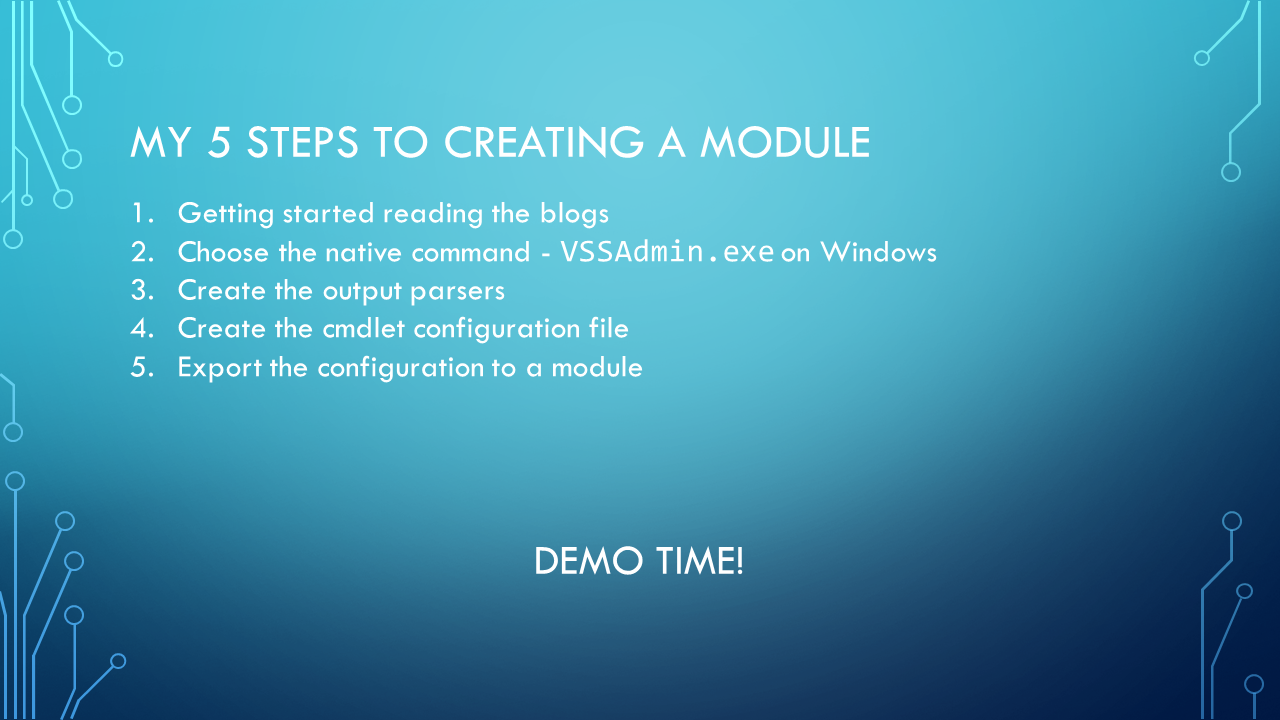 MY 5 STEPS TO CREATING A MODULE
1. Getting started reading the blogs
2. Choose the native command - VSSAdmin.exe on Windows
3. Create the output parsers
4. Create the cmdlet configuration file
5. Export the configuration to a module
DEMO TIME!